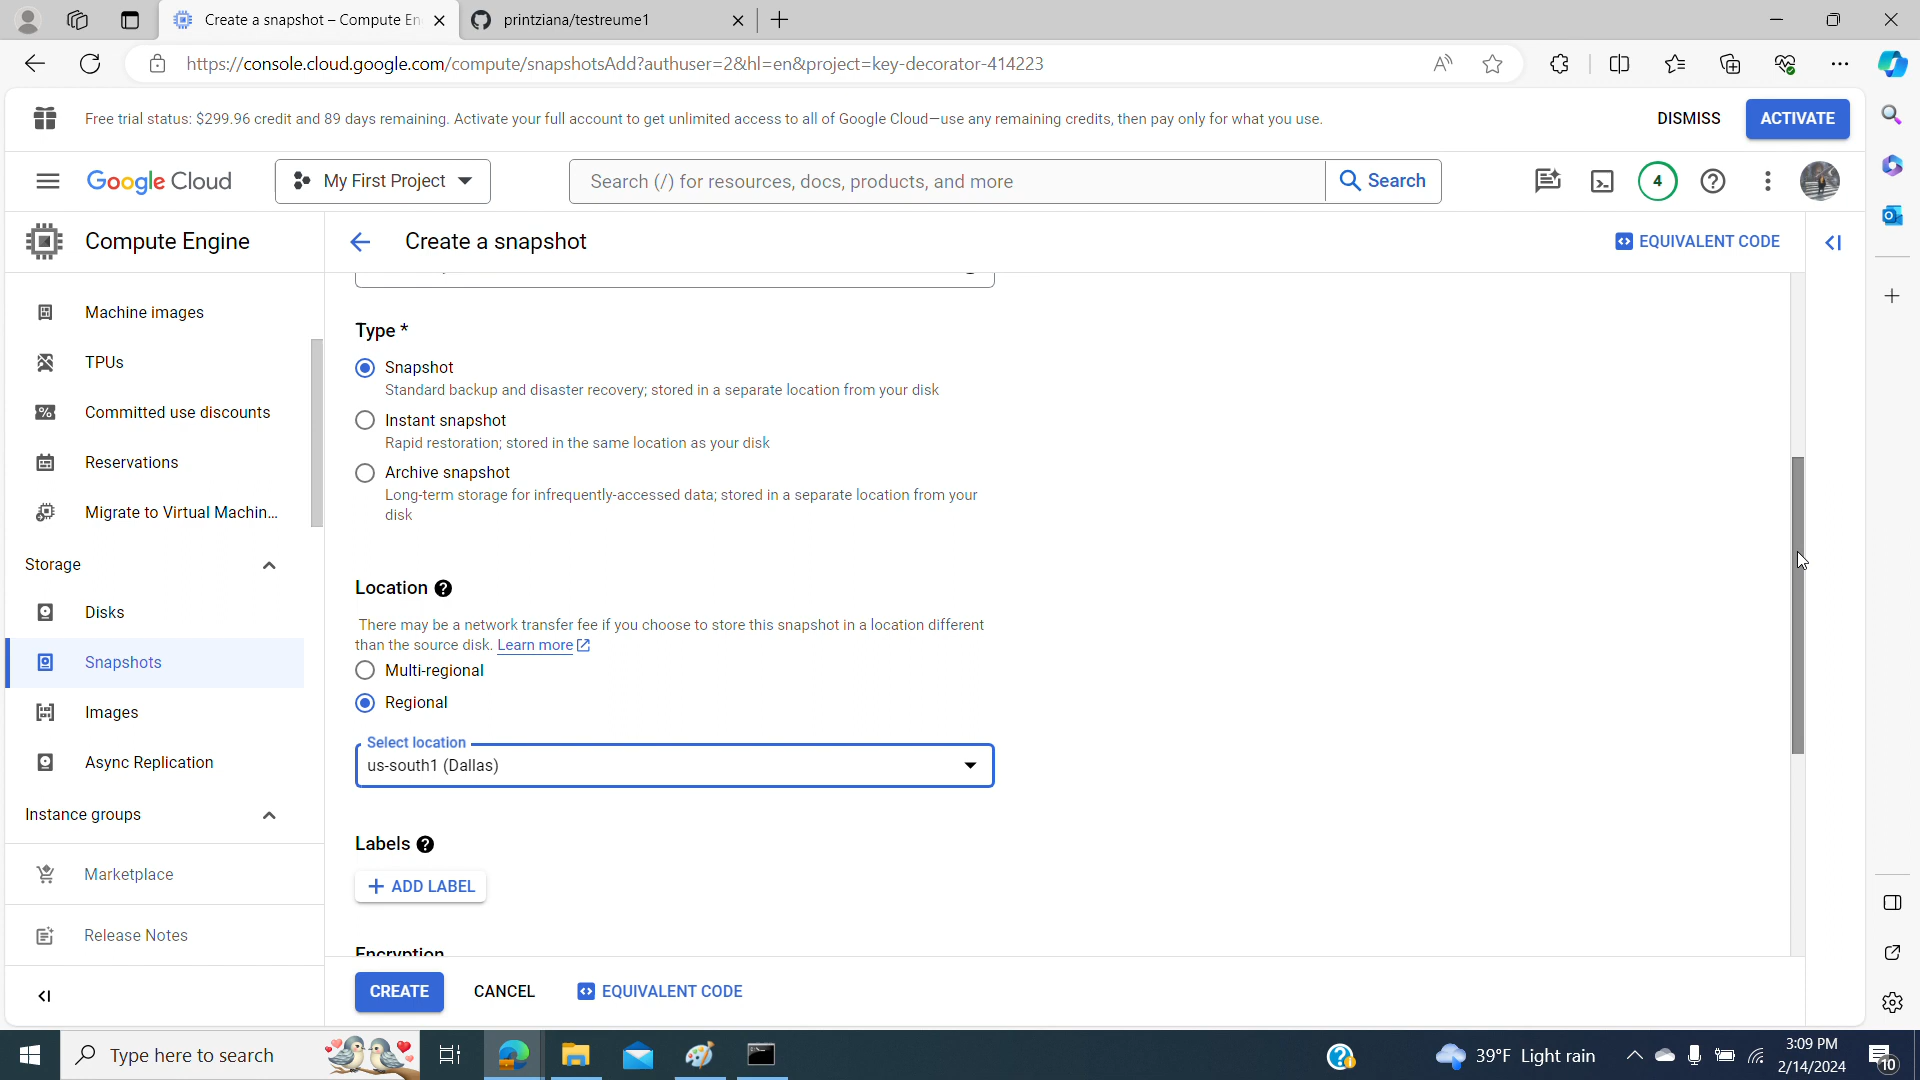 Create a snapshot – Compute En
printziana/testreume1
https://console.cloud.google.com/compute/snapshotsAdd?authuser=2&hl=en&project=key-decorator-414223
Free trial status: $299.96 credit and 89 days remaining. Activate your full account to get unlimited access to all of Google Cloud—use any remaining credits, then pay only for what you use.
DISMISS
ACTIVATE
Google Cloud
My First Project
Search (/) for resources, docs, products, and more
Search
4
Compute Engine
Create a snapshot
EQUIVALENT CODE
Machine images
TPUs
Committed use discounts
Reservations
Migrate to Virtual Machin...
Storage
Disks
Snapshots
Images
Async Replication
Instance groups
Marketplace
Release Notes
Type *
Snapshot
Standard backup and disaster recovery; stored in a separate location from your disk
Instant snapshot
Rapid restoration; stored in the same location as your disk
Archive snapshot
Long-term storage for infrequently-accessed data; stored in a separate location from your
disk
Location
There may be a network transfer fee if you choose to store this snapshot in a location different
than the source disk. Learn more
Multi-regional
Regional
Select location
us-south1 (Dallas)
Labels
ADD LABEL
Encryption
CREATE
CANCEL
EQUIVALENT CODE
Type here to search
39°F Light rain
3:09 PM
2/14/2024
10